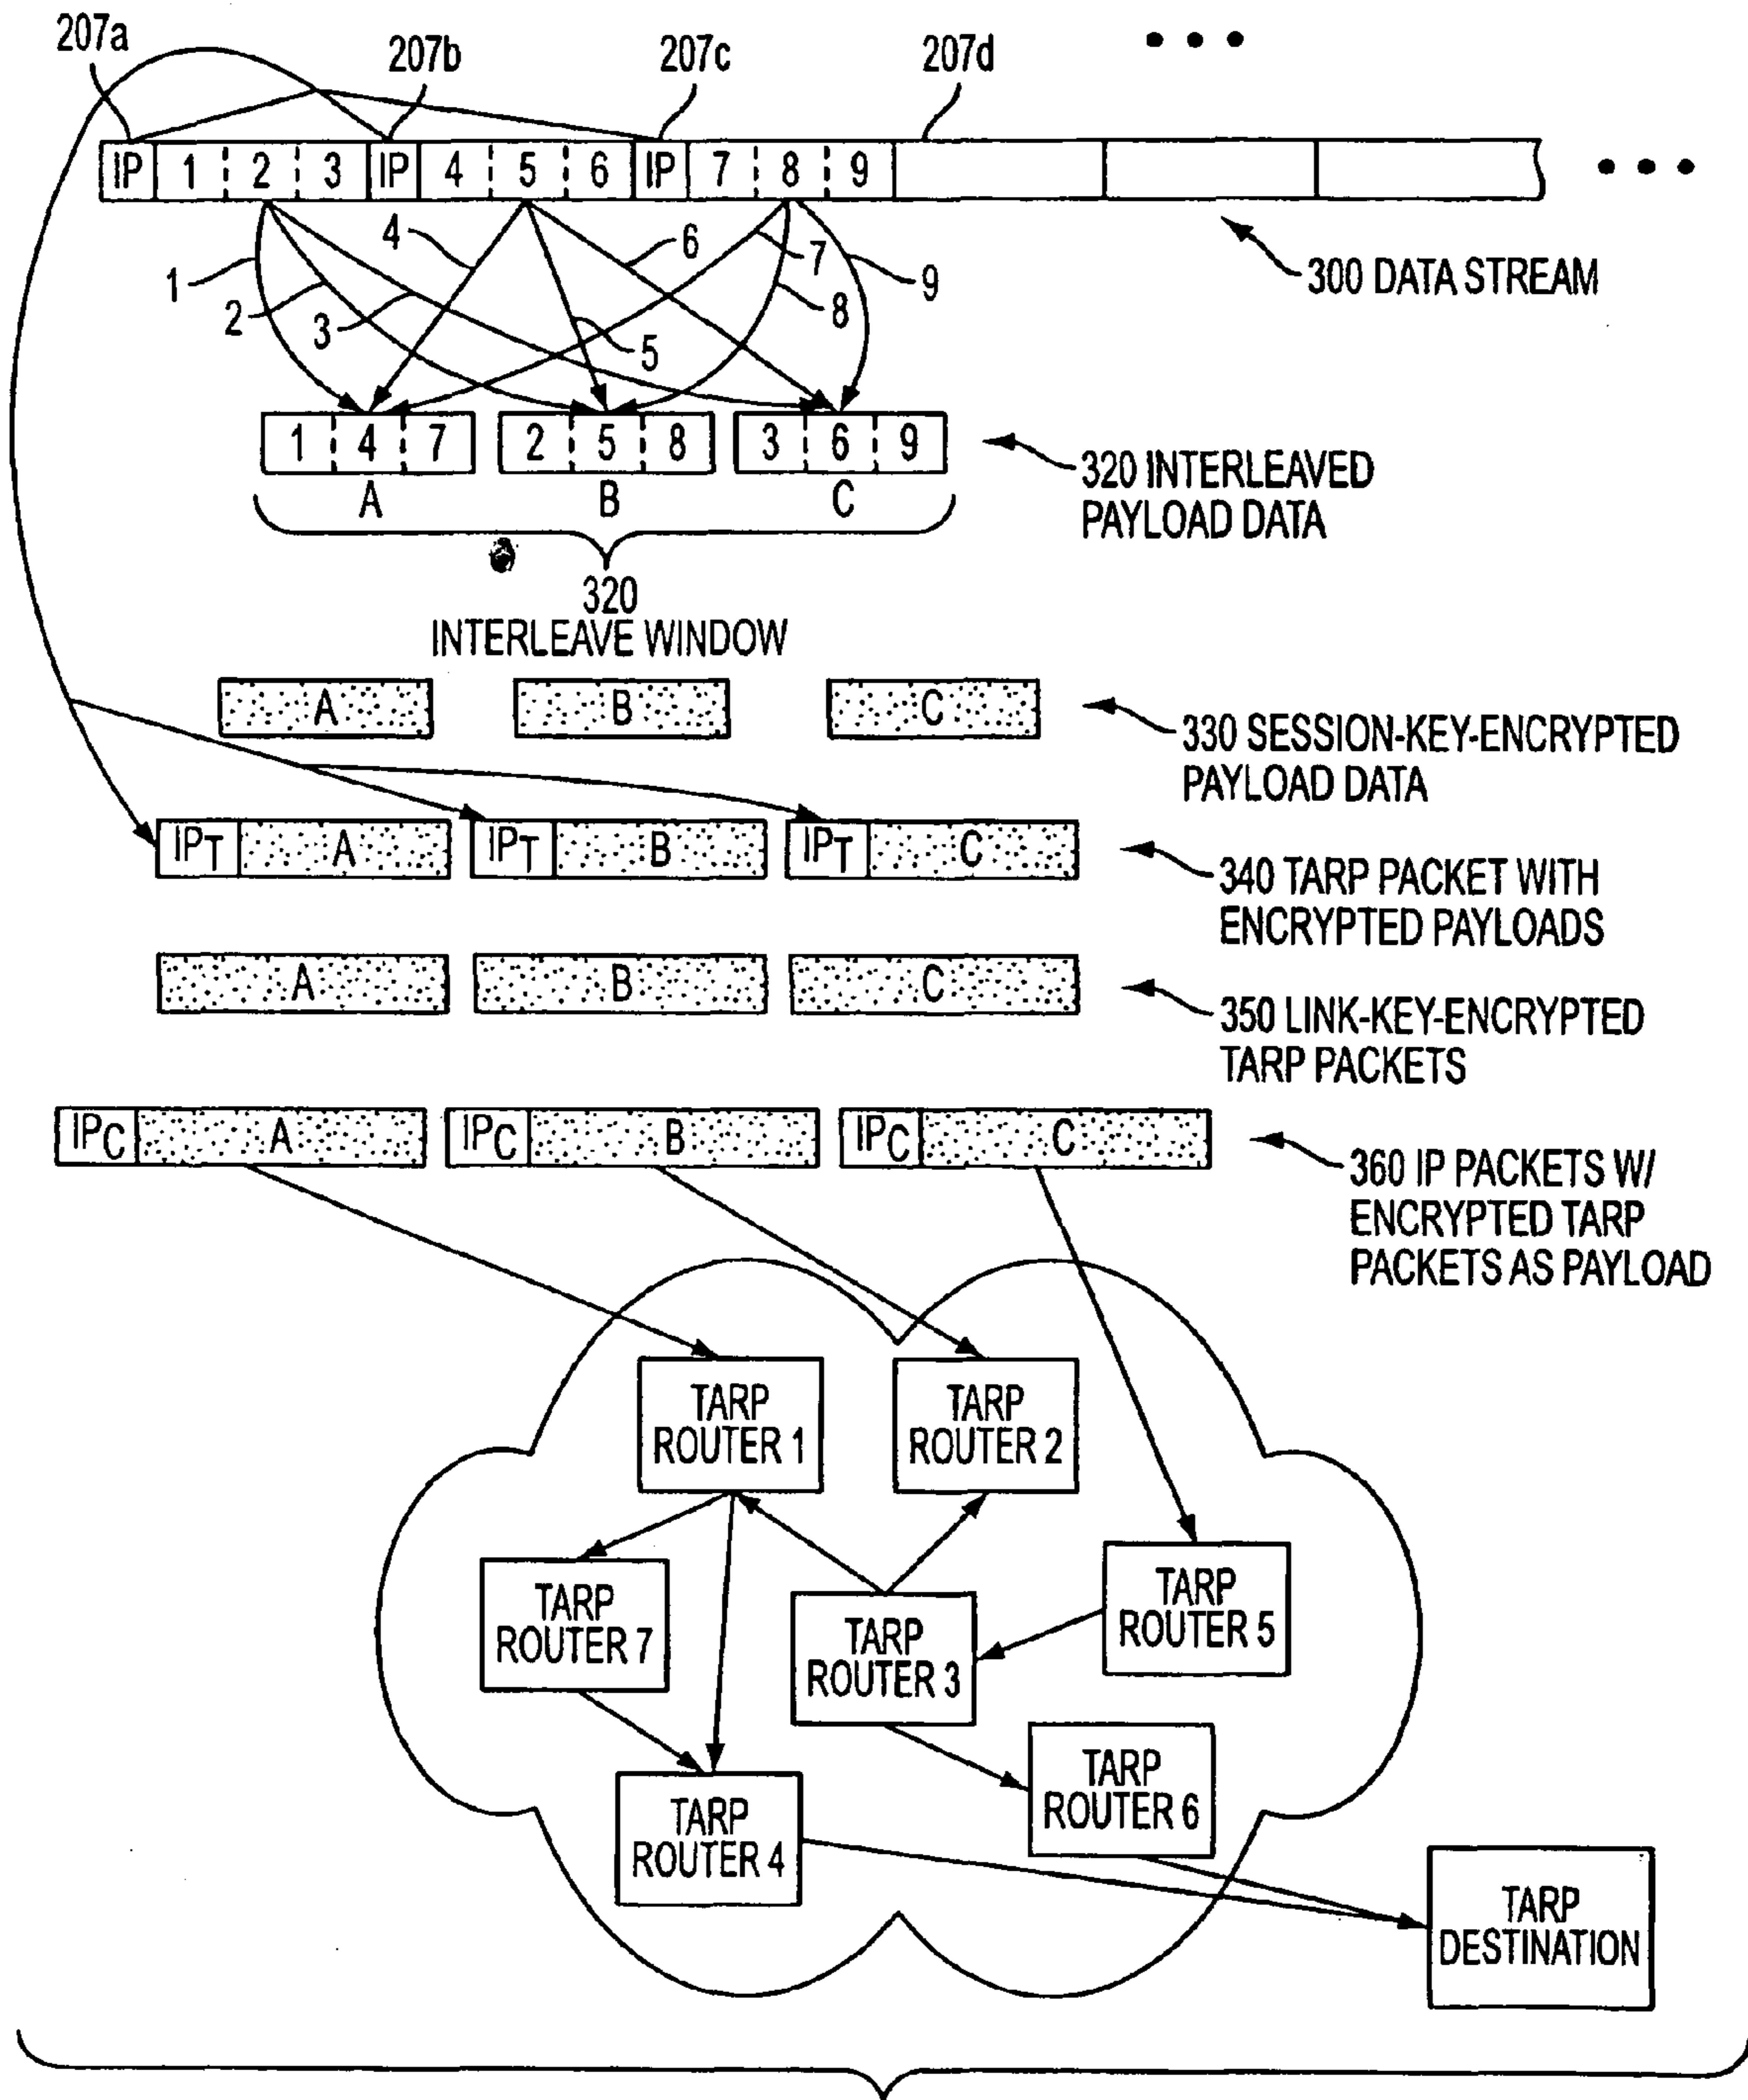 207a
207b
207c
207d
IP 1 2 3 IP 4 5 6 IP 7 8 9
300 DATA STREAM
1
2
3
4
5
6
7
8
9
1 4 7
2 5 8
3 6 9
A
B
C
320 INTERLEAVED
PAYLOAD DATA
320
INTERLEAVE WINDOW
A
B
C
330 SESSION-KEY-ENCRYPTED
PAYLOAD DATA
IPT A
IPT B
IPT C
340 TARP PACKET WITH
ENCRYPTED PAYLOADS
A
B
C
350 LINK-KEY-ENCRYPTED
TARP PACKETS
IPC A
IPC B
IPC C
360 IP PACKETS W/
ENCRYPTED TARP
PACKETS AS PAYLOAD
TARP
ROUTER 1
TARP
ROUTER 2
TARP
ROUTER 7
TARP
ROUTER 3
TARP
ROUTER 5
TARP
ROUTER 4
TARP
ROUTER 6
TARP
DESTINATION